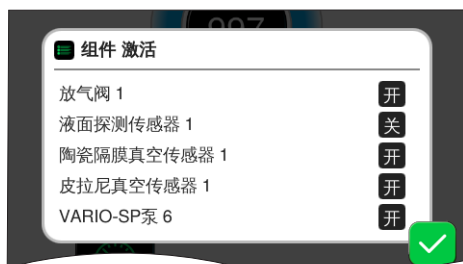 997
组件 激活
放气阀 1 开
液面探测传感器 1 关
陶瓷隔膜真空传感器 1 开
皮拉尼真空传感器 1 开
VARIO-SP泵 6 开